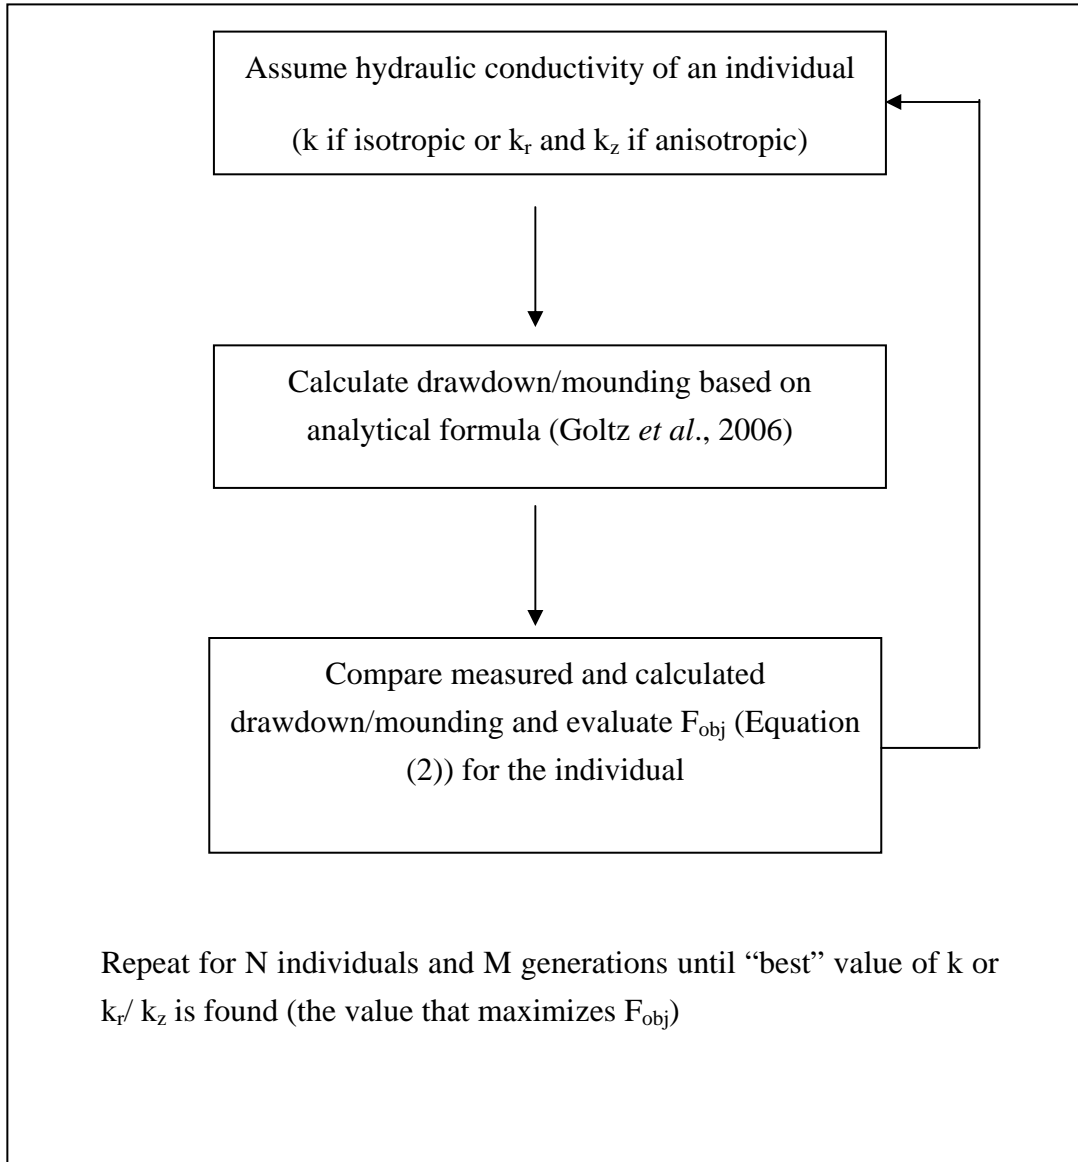 Assume hydraulic conductivity of an individual
(k if isotropic or kr and kz if anisotropic)
Calculate drawdown/mounding based on
analytical formula (Goltz et al., 2006)
Compare measured and calculated
drawdown/mounding and evaluate Fobj (Equation
(2)) for the individual
Repeat for N individuals and M generations until “best” value of k or
kr/ kz is found (the value that maximizes Fobj)